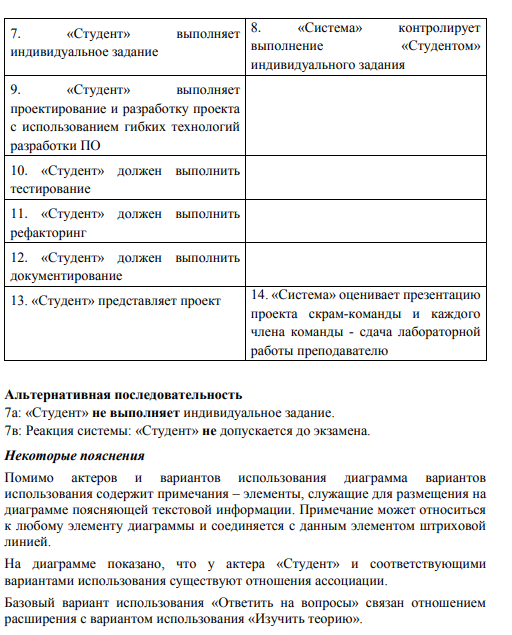 7. «Студент» выполняет
индивидуальное задание
8. «Система» контролирует
выполнение «Студентом»
индивидуального задания
9. «Студент» выполняет
проектирование и разработку проекта
с использованием гибких технологий
разработки ПО
10. «Студент» должен выполнить
тестирование
11. «Студент» должен выполнить
рефакторинг
12. «Студент» должен выполнить
документирование
13. «Студент» представляет проект
14. «Система» оценивает презентацию
проекта скрам-команды и каждого
члена команды - сдача лабораторной
работы преподавателю
Альтернативная последовательность
7а: «Студент» не выполняет индивидуальное задание.
7в: Реакция системы: «Студент» не допускается до экзамена.
Некоторые пояснения
Помимо актеров и вариантов использования диаграмма вариантов
использования содержит примечания – элементы, служащие для размещения на
диаграмме поясняющей текстовой информации. Примечание может относиться
к любому элементу диаграммы и соединяется с данным элементом штриховой
линией.
На диаграмме показано, что у актера «Студент» и соответствующими
вариантами использования существуют отношения ассоциации.
Базовый вариант использования «Ответить на вопросы» связан отношением
расширения с вариантом использования «Изучить теорию».